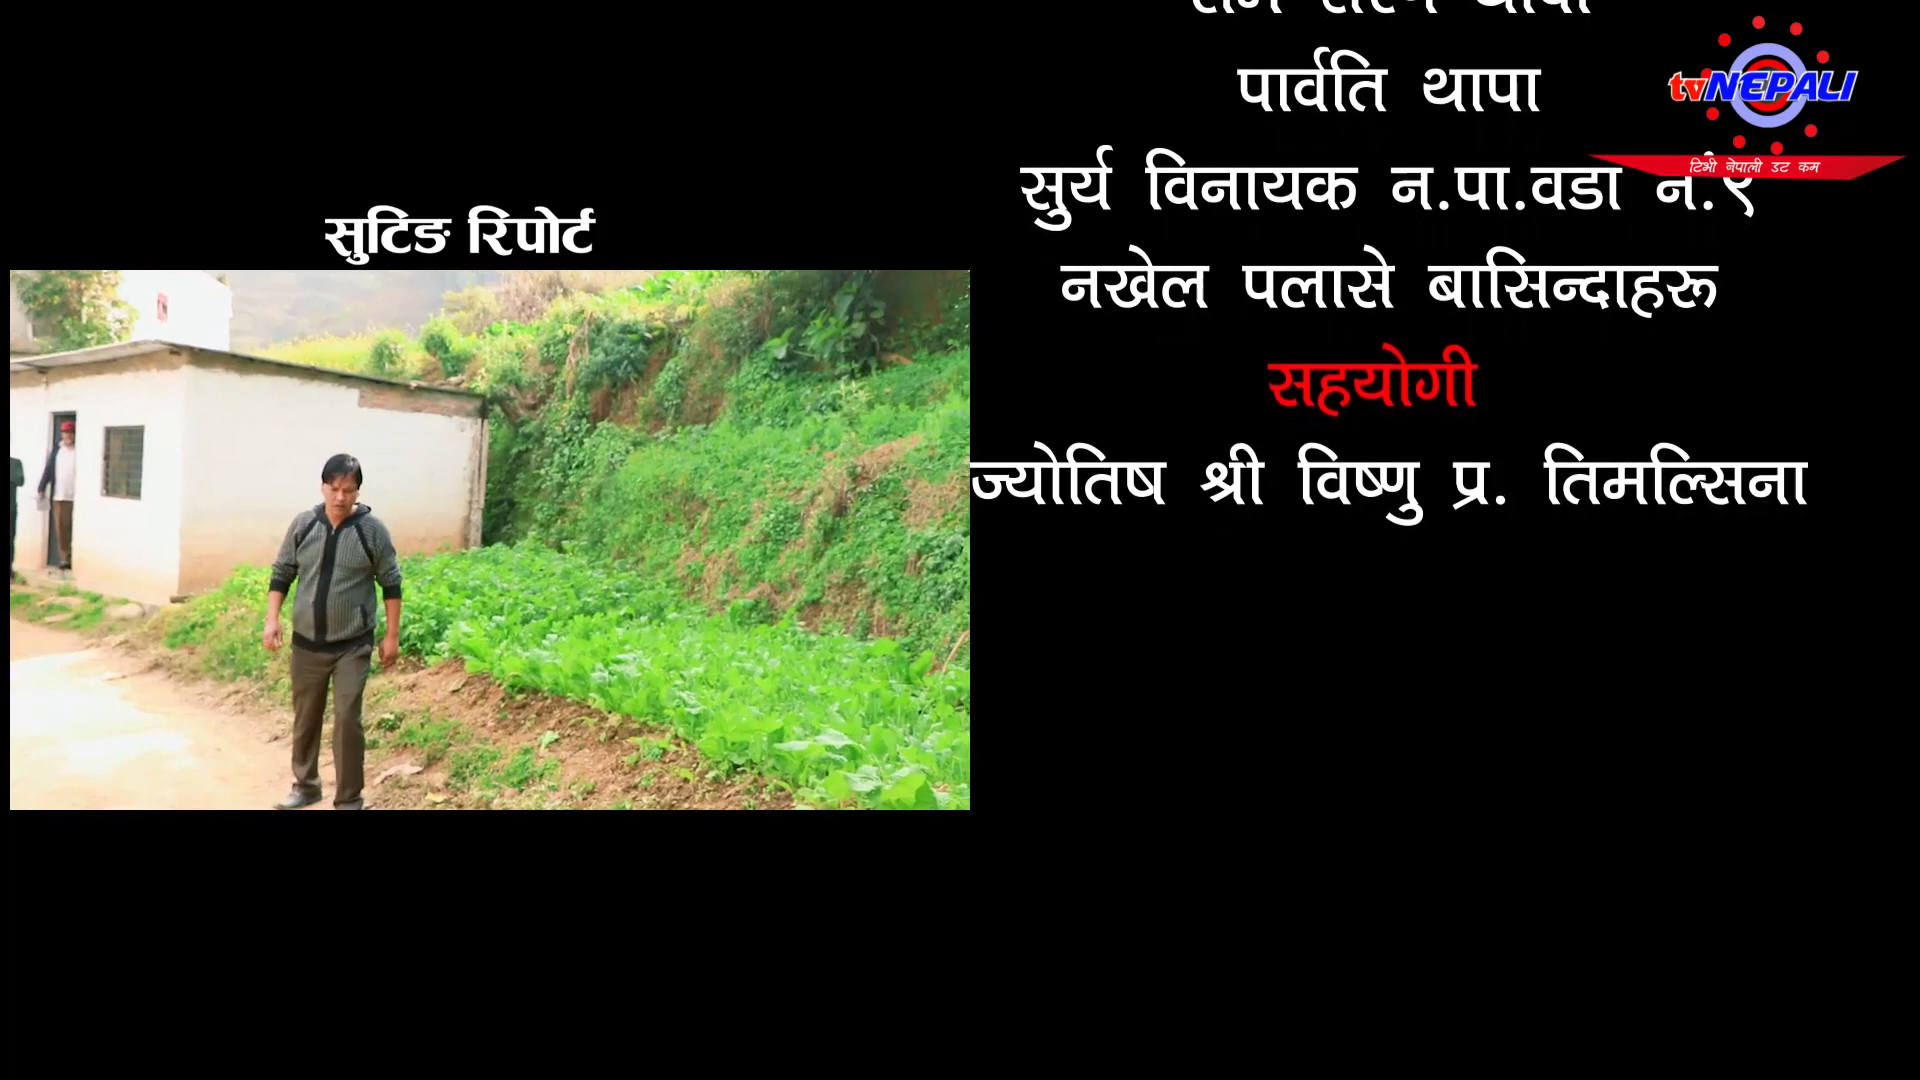 पार्वति थापा
सुर्य विनायक न.पा.वडा नं.९
नखेल पलासे बासिन्दाहरू
सहयोगी
ज्योतिष श्री विष्णु प्र. तिमल्सिना
सुटिङ रिपोर्ट
tvNEPALI
टिभी नेपाली डट कम